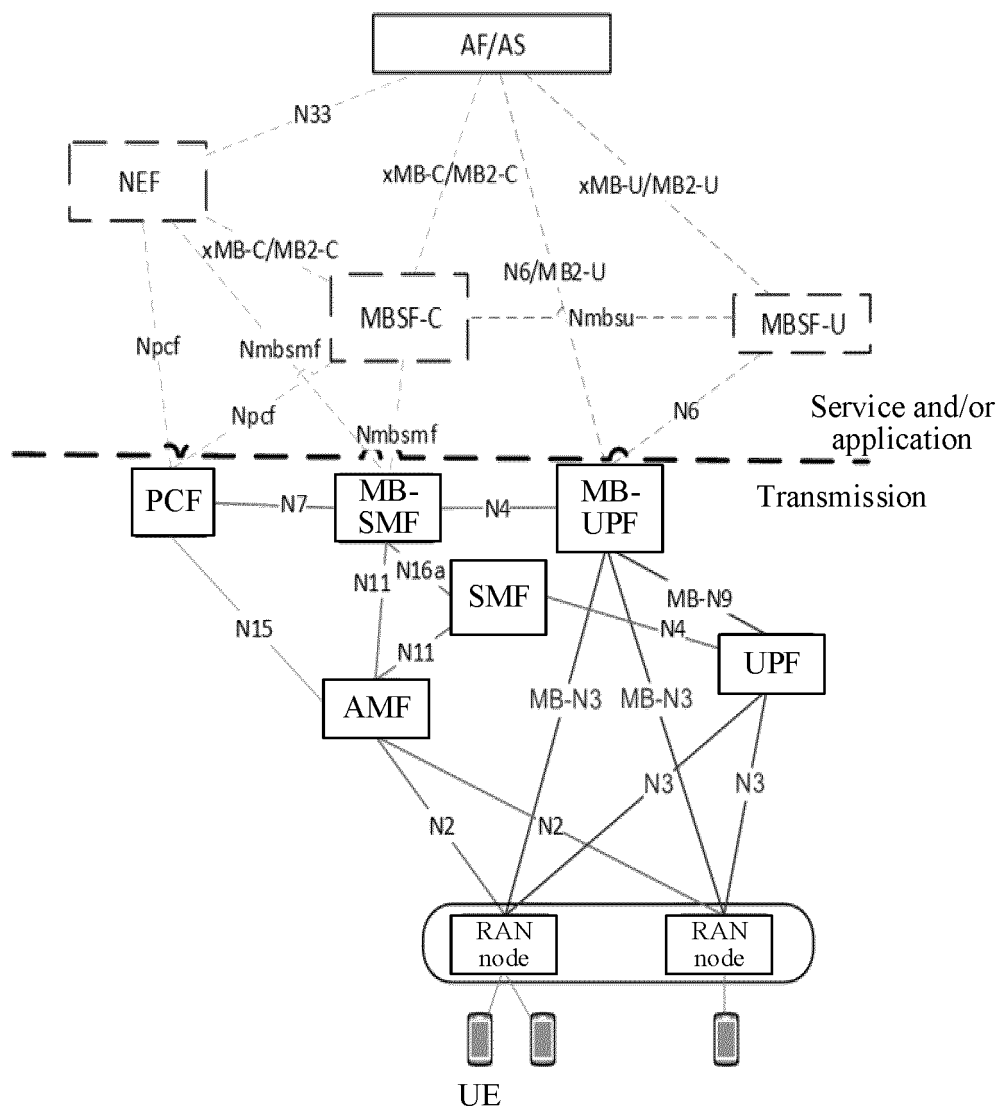 AF/AS
N33
NEF
xMB-C/MB2-C
xMB-U/MB2-U
xMB-C/MB2-C
N6/MB2-U
MBSF-C
Nmbsu
MBSF-U
Npcf
Nmbsmf
Npcf
Nmbsmf
N6
Service and/or
application
Transmission
PCF
N7
MB-
SMF
N4
MB-
UPF
N11
N16a
SMF
MB-N9
N4
N15
N11
UPF
AMF
MB-N3
MB-N3
N3
N3
N2
N2
RAN
node
RAN
node
UE